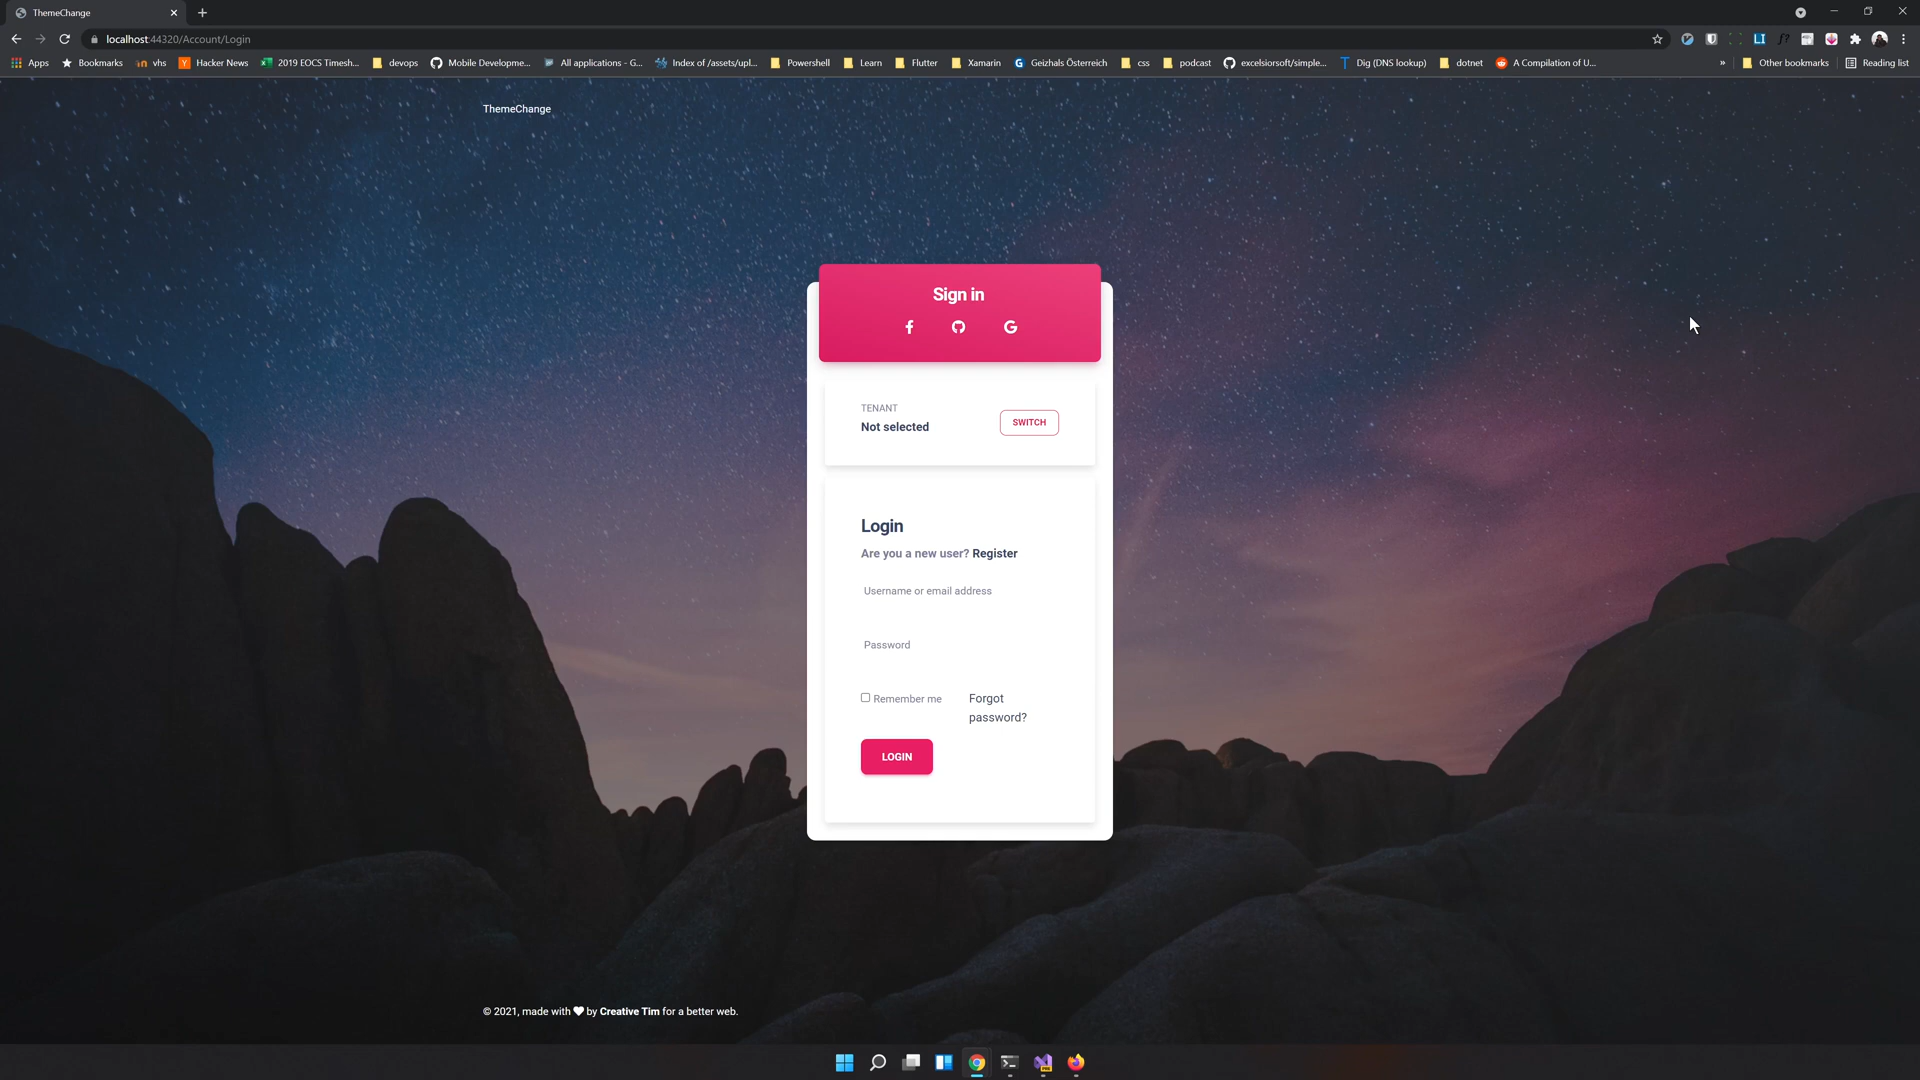 ThemeChange
localhost:44320/Account/Login
Apps Bookmarks vhs Hacker News 2019 EOCS Timesh... devops Mobile Developme... All applications - G... Index of /assets/upl... Powershell Learn Flutter Xamarin Geizhals Österreich css podcast excelsiorsoft/simple... Dig (DNS lookup) dotnet A Compilation of U... » Other bookmarks Reading list
ThemeChange
Sign in
TENANT
Not selected
SWITCH
Login
Are you a new user? Register
Username or email address
Password
Remember me
Forgot
password?
LOGIN
© 2021, made with by Creative Tim for a better web.